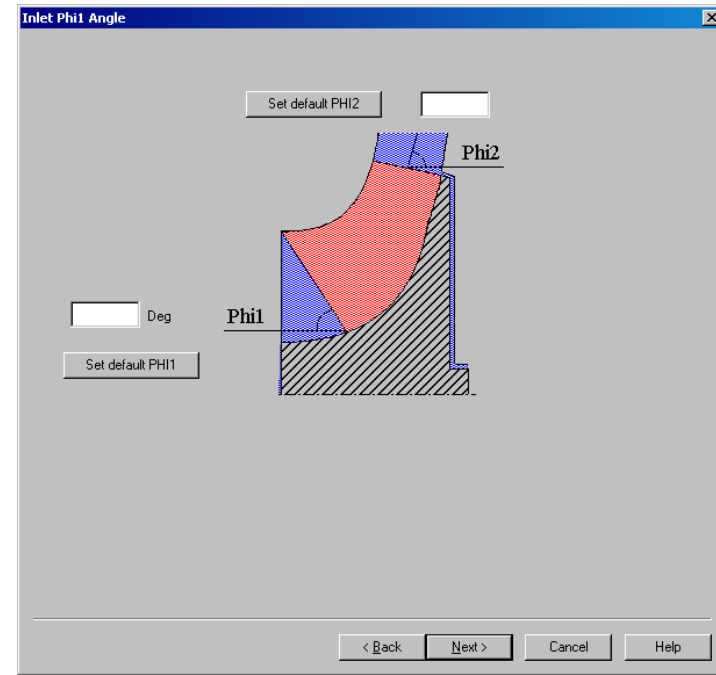 Inlet Phi1 Angle
Set default PHI2
Phi2
Deg
Phi1
Set default PHI1
< Back
Next >
Cancel
Help